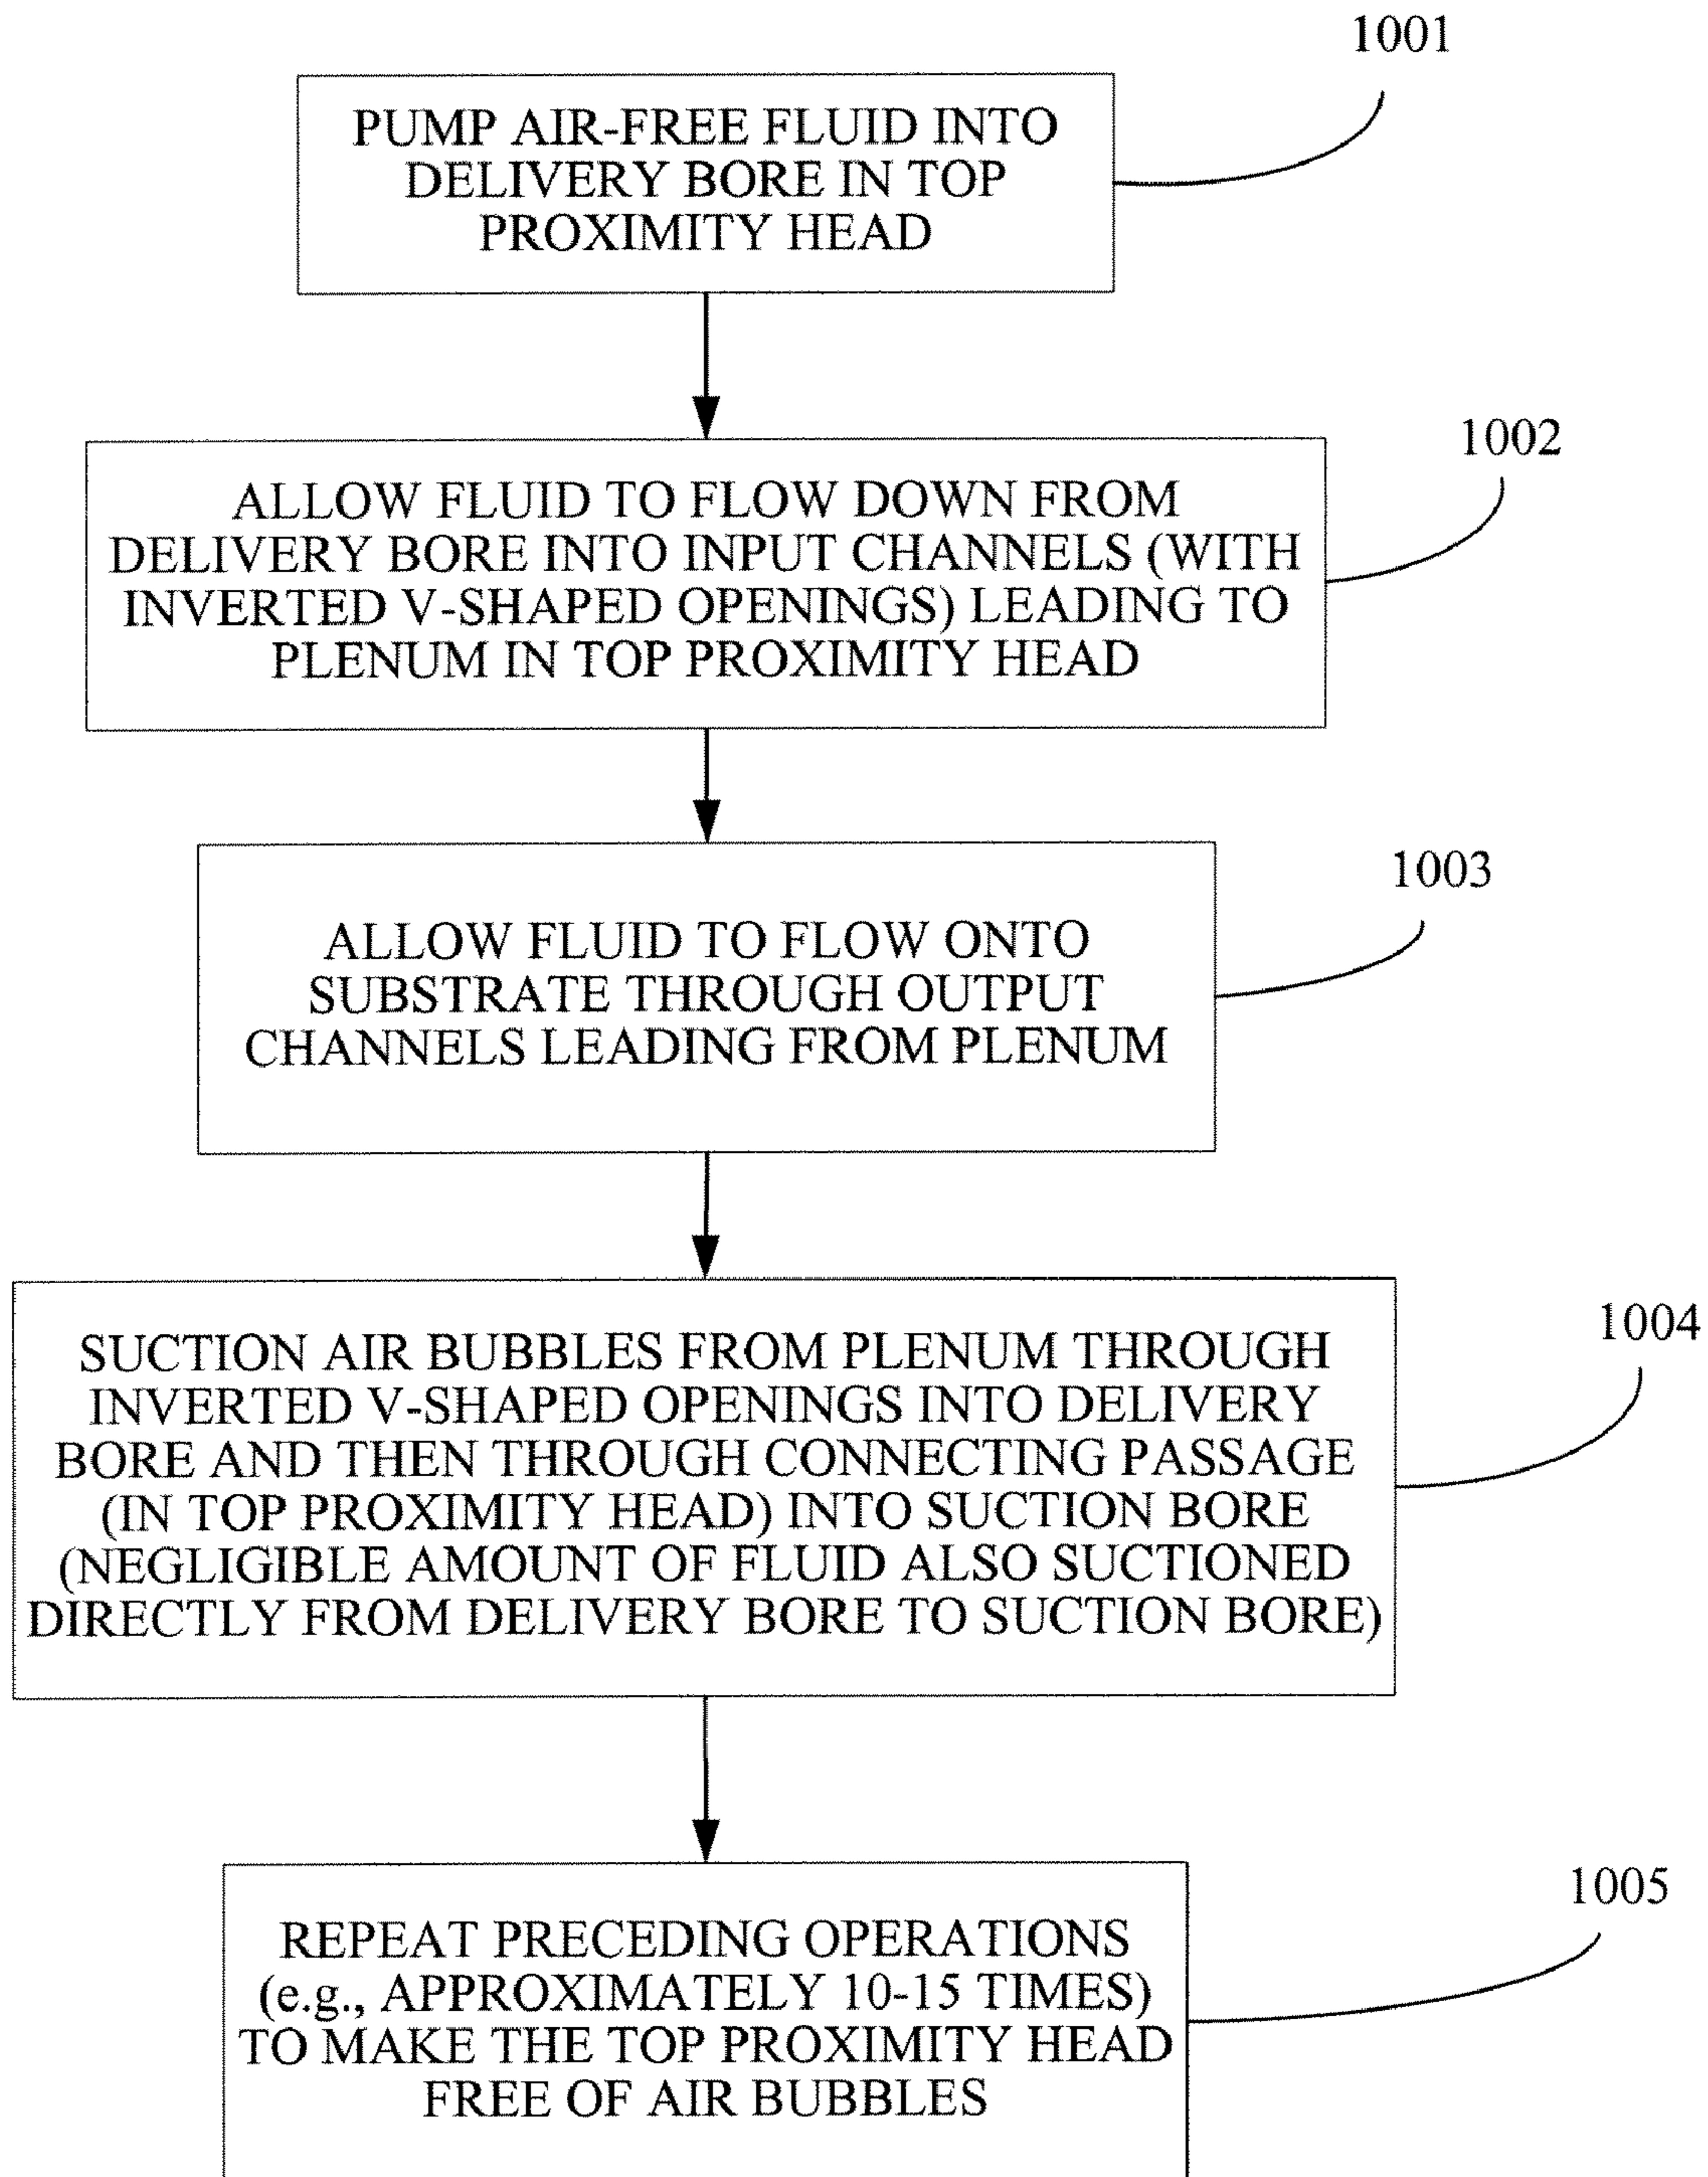 1001
PUMP AIR-FREE FLUID INTO
DELIVERY BORE IN TOP
PROXIMITY HEAD
1002
ALLOW FLUID TO FLOW DOWN FROM
DELIVERY BORE INTO INPUT CHANNELS (WITH
INVERTED V-SHAPED OPENINGS) LEADING TO
PLENUM IN TOP PROXIMITY HEAD
1003
ALLOW FLUID TO FLOW ONTO
SUBSTRATE THROUGH OUTPUT
CHANNELS LEADING FROM PLENUM
1004
SUCTION AIR BUBBLES FROM PLENUM THROUGH
INVERTED V-SHAPED OPENINGS INTO DELIVERY
BORE AND THEN THROUGH CONNECTING PASSAGE
(IN TOP PROXIMITY HEAD) INTO SUCTION BORE
(NEGLIGIBLE AMOUNT OF FLUID ALSO SUCTIONED
DIRECTLY FROM DELIVERY BORE TO SUCTION BORE)
1005
REPEAT PRECEDING OPERATIONS
(e.g., APPROXIMATELY 10-15 TIMES)
TO MAKE THE TOP PROXIMITY HEAD
FREE OF AIR BUBBLES